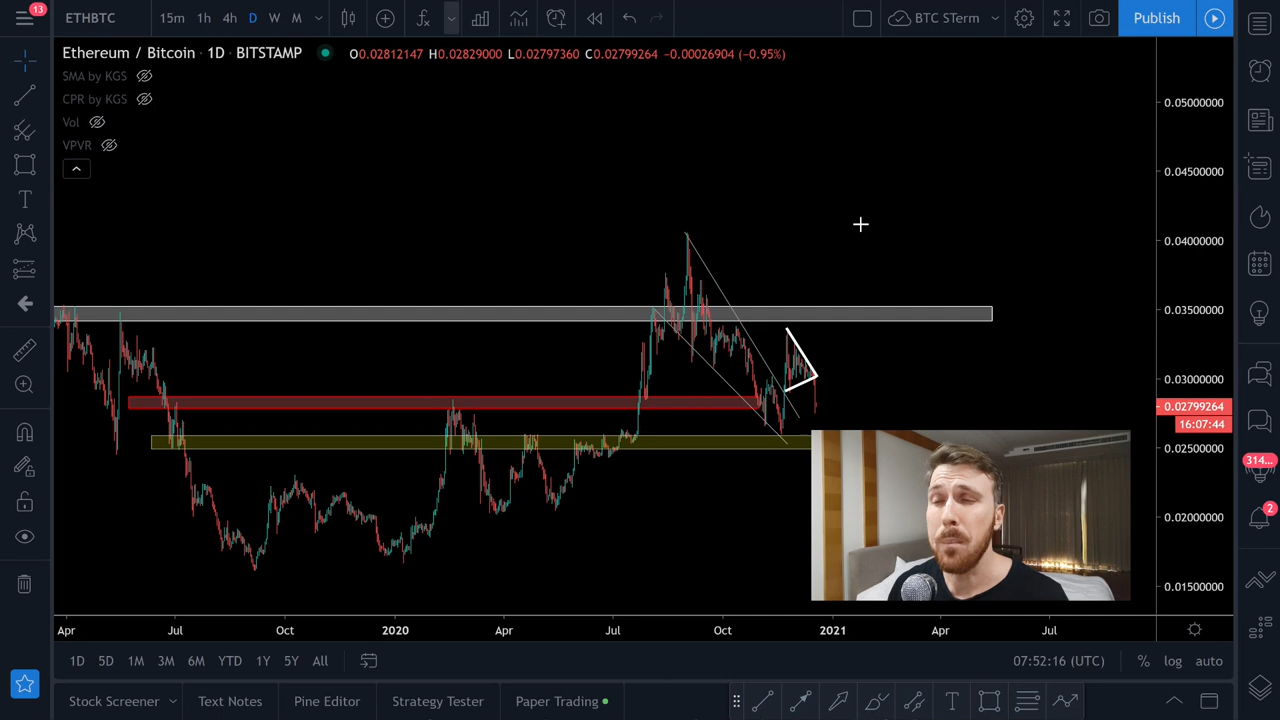 13
ETHBTC
15m 1h 4h D W M
BTC STerm
Publish
Ethereum / Bitcoin · 1D · BITSTAMP O0.02812147 H0.02829000 L0.02797360 C0.02799264 −0.00026904 (−0.95%)
SMA by KGS
CPR by KGS
Vol
VPVR
0.05000000
0.04500000
0.04000000
0.03500000
0.03000000
0.02799264
16:07:44
0.02500000
0.02000000
0.01500000
314...
2
Apr Jul Oct 2020 Apr Jul Oct 2021 Apr Jul
1D 5D 1M 3M 6M YTD 1Y 5Y All
07:52:16 (UTC) % log auto
Stock Screener Text Notes Pine Editor Strategy Tester Paper Trading